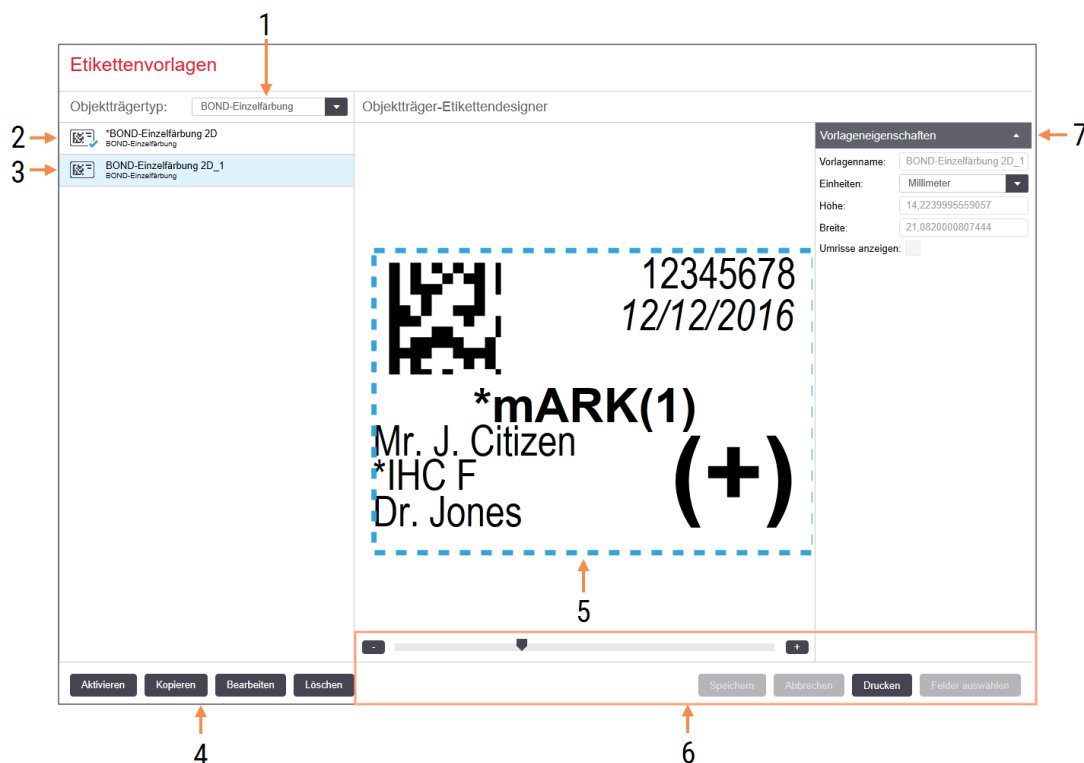 1
Etikettenvorlagen
Objektträgertyp: BOND-Einzelfärbung
Objektträger-Etikettendesigner
2
*BOND-Einzelfärbung 2D
BOND-Einzelfärbung
3
BOND-Einzelfärbung 2D_1
BOND-Einzelfärbung
Vorlageneigenschaften
7
Vorlagenname: BOND-Einzelfärbung 2D_1
Einheiten: Millimeter
Höhe: 14,2239995559057
Breite: 21,0820000807444
Umrisse anzeigen:
12345678
12/12/2016
*mARK(1)
Mr. J. Citizen
*IHC F
Dr. Jones
(+)
5
- +
Aktivieren Kopieren Bearbeiten Löschen
Speichern Abbrechen Drucken Felder auswählen
4
6